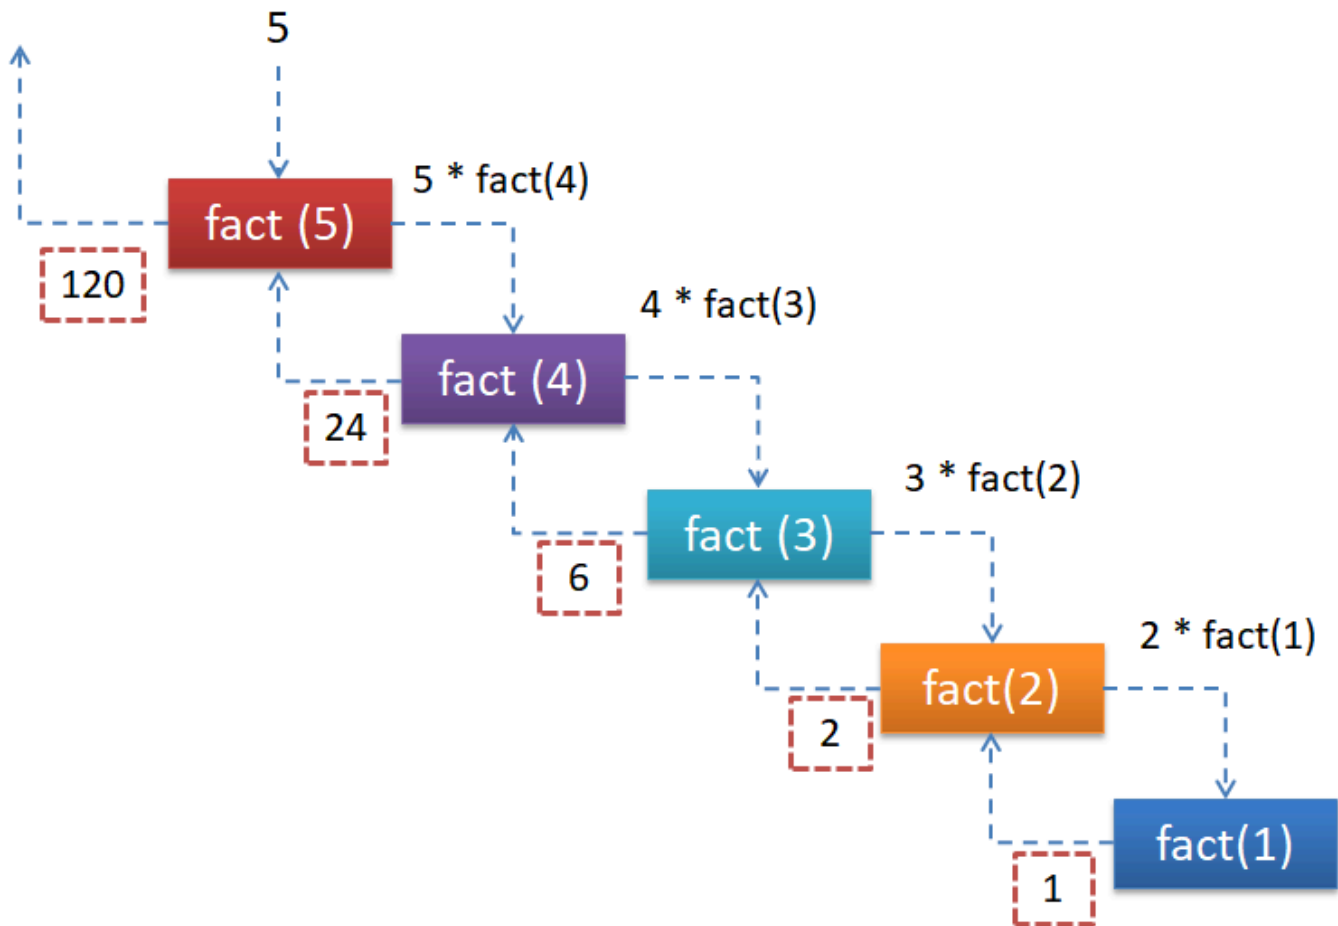 5
5 * fact(4)
fact (5)
120
4 * fact(3)
fact (4)
24
3 * fact(2)
fact (3)
6
2 * fact(1)
fact(2)
2
fact(1)
1